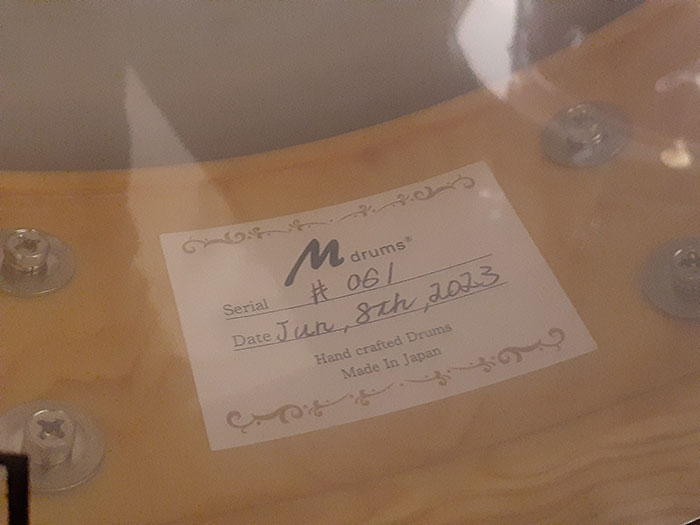 M drums®
Serial # 061
Date Jun, 8th, 2023
Hand crafted Drums
Made In Japan